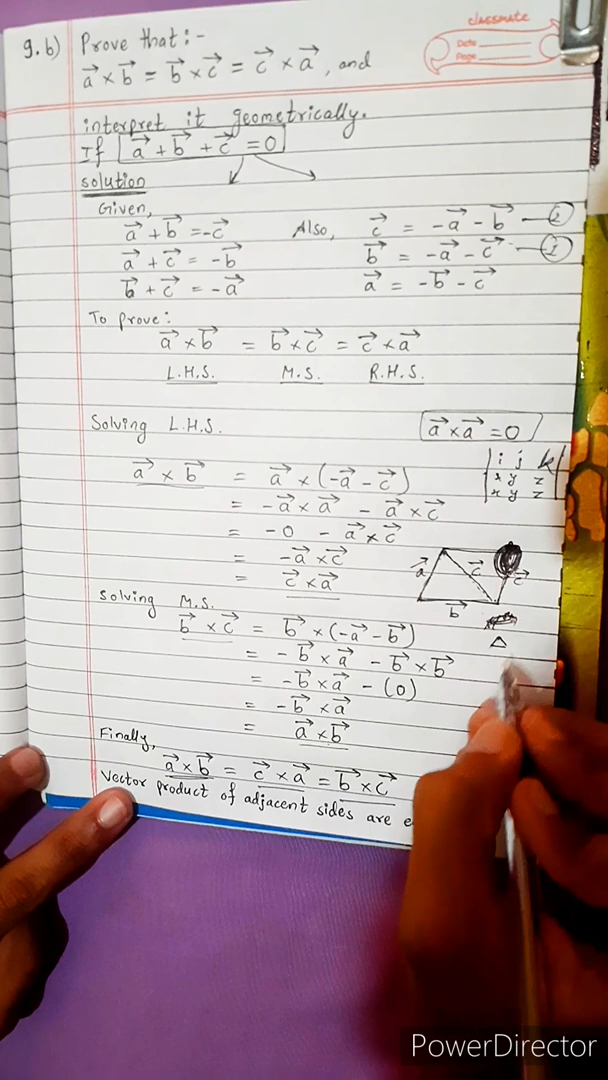 classmate
Date
Page
9. b) Prove that :-
a⃗ × b⃗ = b⃗ × c⃗ = c⃗ × a⃗, and
interpret it geometrically.
If a⃗ + b⃗ + c⃗ = 0
solution
Given,
a⃗ + b⃗ = -c⃗
a⃗ + c⃗ = -b⃗
b⃗ + c⃗ = -a⃗
Also, c⃗ = -a⃗ - b⃗ — ②
b⃗ = -a⃗ - c⃗ — ①
a⃗ = -b⃗ - c⃗
To prove:
a⃗ × b⃗ = b⃗ × c⃗ = c⃗ × a⃗
L.H.S. M.S. R.H.S.
Solving L.H.S.
a⃗ × a⃗ = 0
i j k
x y z
x y z
a⃗ × b⃗ = a⃗ × (-a⃗ - c⃗)
= -a⃗ × a⃗ - a⃗ × c⃗
= -0 - a⃗ × c⃗
= -a⃗ × c⃗
= c⃗ × a⃗
a⃗ c⃗ c⃗
b⃗
△
Solving M.S.
b⃗ × c⃗ = b⃗ × (-a⃗ - b⃗)
= - b⃗ × a⃗ - b⃗ × b⃗
= -b⃗ × a⃗ - (0)
= -b⃗ × a⃗
= a⃗ × b⃗
Finally,
a⃗ × b⃗ = c⃗ × a⃗ = b⃗ × c⃗
Vector product of adjacent sides are
PowerDirector